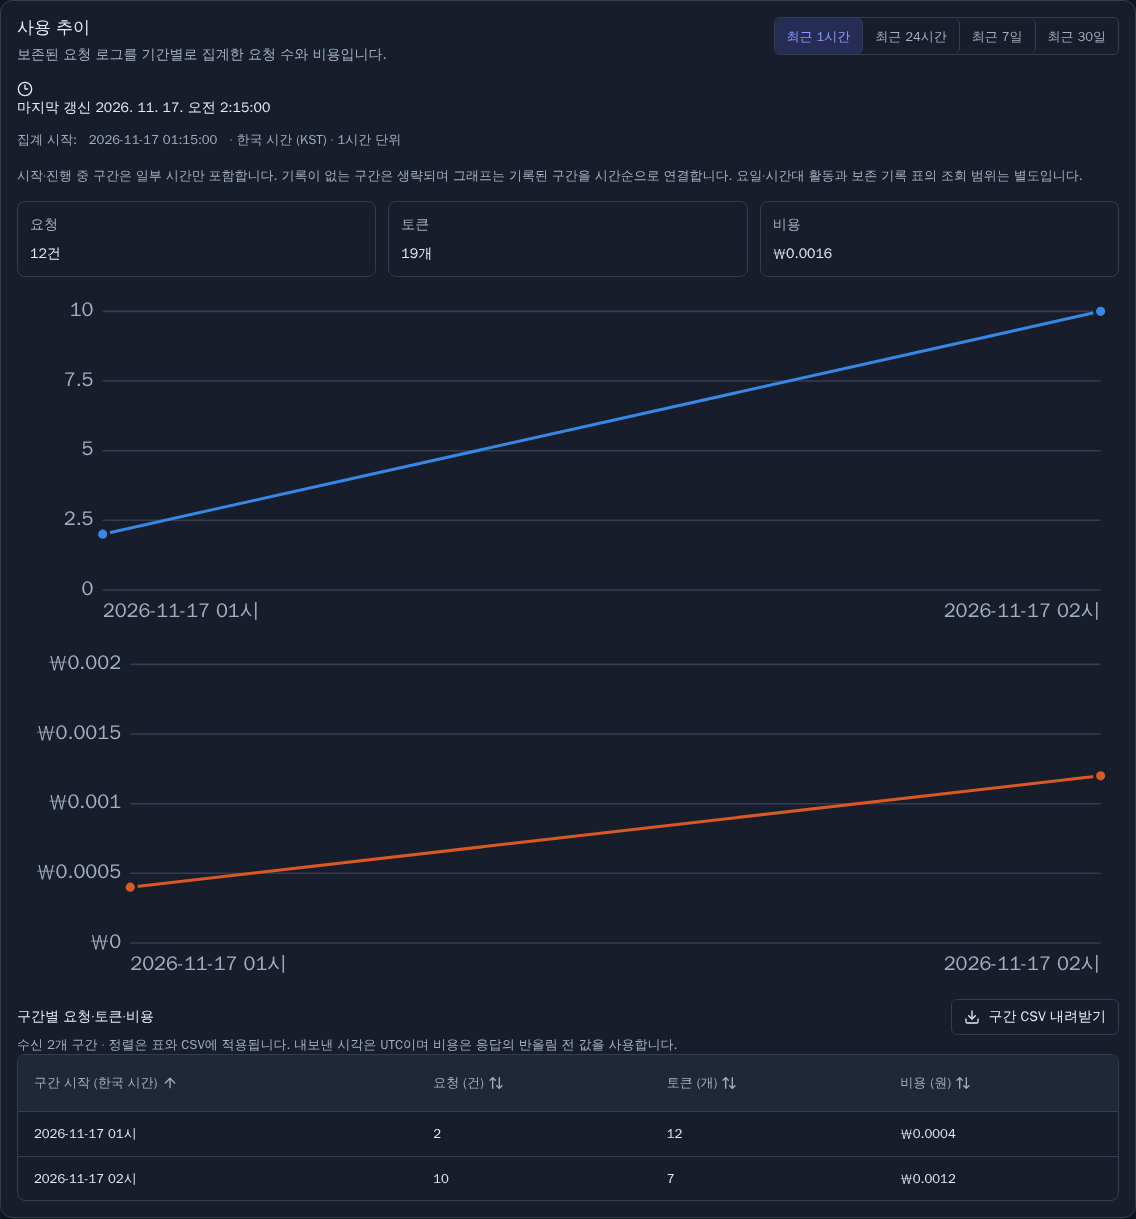 사용 추이
보존된 요청 로그를 기간별로 집계한 요청 수와 비용입니다.
최근 1시간 최근 24시간 최근 7일 최근 30일
마지막 갱신 2026. 11. 17. 오전 2:15:00
집계 시작: 2026-11-17 01:15:00 · 한국 시간 (KST) · 1시간 단위
시작·진행 중 구간은 일부 시간만 포함합니다. 기록이 없는 구간은 생략되며 그래프는 기록된 구간을 시간순으로 연결합니다. 요일·시간대 활동과 보존 기록 표의 조회 범위는 별도입니다.
요청 토큰 비용
12건 19개 ₩0.0016
10
7.5
5
2.5
0
2026-11-17 01시 2026-11-17 02시
₩0.002
₩0.0015
₩0.001
₩0.0005
₩0
2026-11-17 01시 2026-11-17 02시
구간별 요청·토큰·비용
구간 CSV 내려받기
수신 2개 구간 · 정렬은 표와 CSV에 적용됩니다. 내보낸 시각은 UTC이며 비용은 응답의 반올림 전 값을 사용합니다.
구간 시작 (한국 시간) 요청 (건) 토큰 (개) 비용 (원)
2026-11-17 01시 2 12 ₩0.0004
2026-11-17 02시 10 7 ₩0.0012